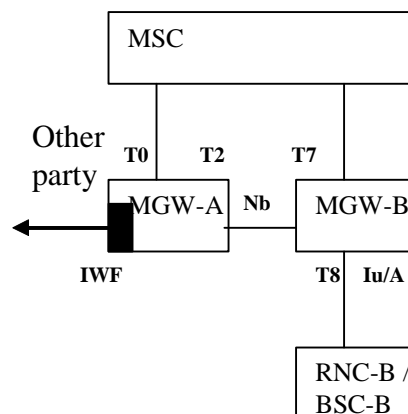 MSC
Other
party
T0
T2
T7
MGW-A
Nb
MGW-B
IWF
T8
Iu/A
RNC-B /
BSC-B